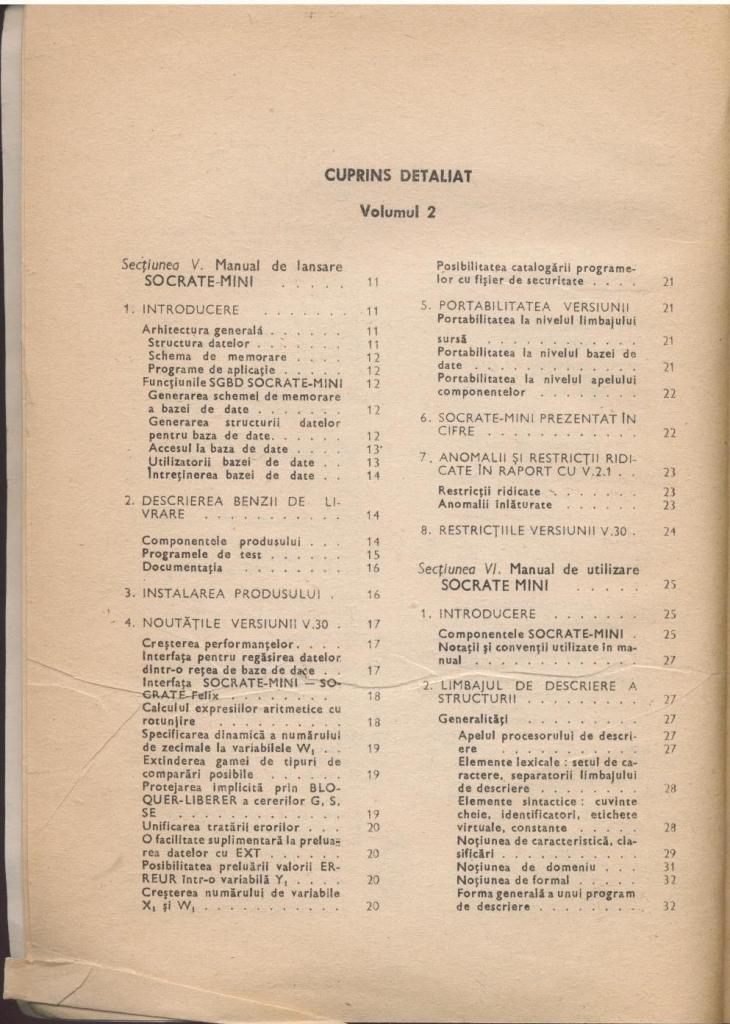 CUPRINS DETALIAT
Volumul 2
Secţiunea V. Manual de lansare
SOCRATE-MINI . . . . . 11
1. INTRODUCERE . . . . . 11
Arhitectura generală . . . . . . 11
Structura datelor . . . . . . . 11
Schema de memorare . . . . 12
Programe de aplicaţie . . . . . 12
Funcţiunile SGBD SOCRATE-MINI 12
Generarea schemei de memorare
a bazei de date . . . . . . . 12
Generarea structurii datelor
pentru baza de date. . . . . . 12
Accesul la baza de date . . . . 13
Utilizatorii bazei de date . . 13
Întreţinerea bazei de date . . 14
2. DESCRIEREA BENZII DE LI-
VRARE . . . . . . . . . 14
Componentele produsului . . . 14
Programele de test . . . . . . 15
Documentaţia . . . . . . . . 16
3. INSTALAREA PRODUSULUI . 16
4. NOUTĂŢILE VERSIUNII V.30 . 17
Creşterea performanţelor. . . . 17
Interfaţa pentru regăsirea datelor
dintr-o reţea de baze de date . . 17
Interfaţa SOCRATE-MINI — SO-
CRATE Felix . . . . . . . . 18
Calculul expresiilor aritmetice cu
rotunjire . . . . . . . . . . 18
Specificarea dinamică a numărului
de zecimale la variabilele W₁ . . 19
Extinderea gamei de tipuri de
comparări posibile . . . . . . 19
Protejarea implicită prin BLO-
QUER-LIBERER a cererilor G, S,
SE . . . . . . . . . . . . 19
Unificarea tratării erorilor . . . 20
O facilitate suplimentară la prelua-
rea datelor cu EXT . . . . . . 20
Posibilitatea preluării valorii ER-
REUR într-o variabilă Y₁ . . . . 20
Creşterea numărului de variabile
X₁ şi W₁ . . . . . . . . . . . 20
Posibilitatea catalogării programe-
lor cu fişier de securitate . . . . 21
5. PORTABILITATEA VERSIUNII 21
Portabilitatea la nivelul limbajului
sursă . . . . . . . . . . . 21
Portabilitatea la nivelul bazei de
date . . . . . . . . . . . . 21
Portabilitatea la nivelul apelului
componentelor . . . . . . . . 22
6. SOCRATE-MINI PREZENTAT ÎN
CIFRE . . . . . . . . . . . 22
7. ANOMALII ŞI RESTRICŢII RIDI-
CATE ÎN RAPORT CU V.2.1 . . 23
Restricţii ridicate . . . . . . . 23
Anomalii înlăturate . . . . . . 23
8. RESTRICŢIILE VERSIUNII V.30 . 24
Secţiunea VI. Manual de utilizare
SOCRATE MINI . . . . . 25
1. INTRODUCERE . . . . . . . 25
Componentele SOCRATE-MINI . 25
Notaţii şi convenţii utilizate în ma-
nual . . . . . . . . . . . . 27
2. LIMBAJUL DE DESCRIERE A
STRUCTURII . . . . . . . . 27
Generalităţi . . . . . . . . . 27
Apelul procesorului de descri- 27
ere . . . . . . . . . . . 27
Elemente lexicale : setul de ca-
ractere, separatorii limbajului
de descriere . . . . . . . . 28
Elemente sintactice : cuvinte
cheie, identificatori, etichete
virtuale, constante . . . . . 28
Noţiunea de caracteristică, cla-
sificări . . . . . . . . . . 29
Noţiunea de domeniu . . . 31
Noţiunea de formal . . . . 32
Forma generală a unui program
de descriere . . . . . . . . 32